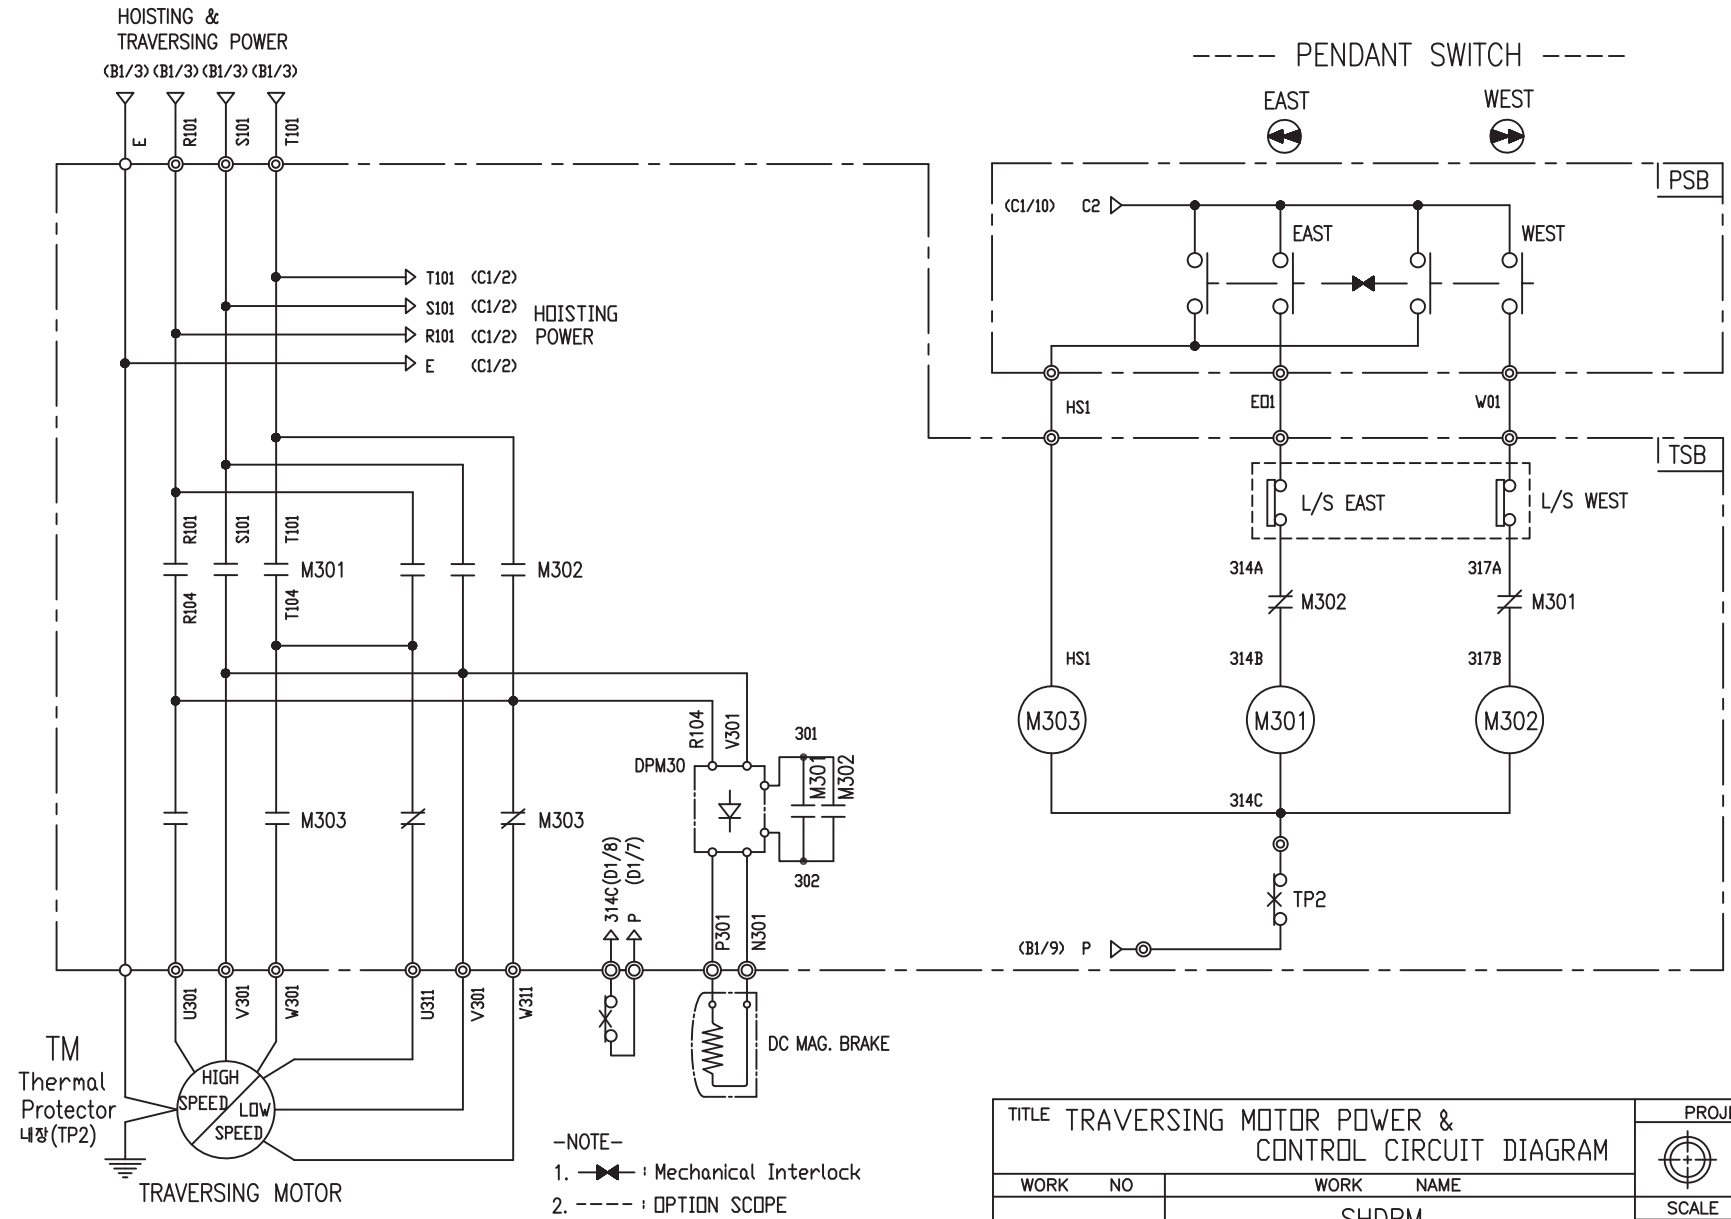 HOISTING &
TRAVERSING POWER
(B1/3) (B1/3) (B1/3) (B1/3)
E R101 S101 T101
T101 (C1/2)
S101 (C1/2)
R101 (C1/2)
E (C1/2)
HOISTING
POWER
R101 S101 T101
M301 M302
R104 T104
M303 M303
R104 V301
DPM30
301
M301 M302
302
314C(D1/8)
P (D1/7)
P301 N301
U301 V301 W301 U311 V301 W311
DC MAG. BRAKE
TM
Thermal
Protector
내장(TP2)
HIGH
SPEED
LOW
SPEED
TRAVERSING MOTOR
-NOTE-
1. : Mechanical Interlock
2. ---- : OPTION SCOPE
---- PENDANT SWITCH ----
EAST WEST
PSB
(C1/10) C2
EAST WEST
HS1 E01 W01
TSB
L/S EAST L/S WEST
314A 317A
M302 M301
HS1 314B 317B
M303 M301 M302
314C
TP2
(B1/9) P
TITLE TRAVERSING MOTOR POWER &
CONTROL CIRCUIT DIAGRAM
PROJE
WORK NO WORK NAME
SCALE
SHDRM